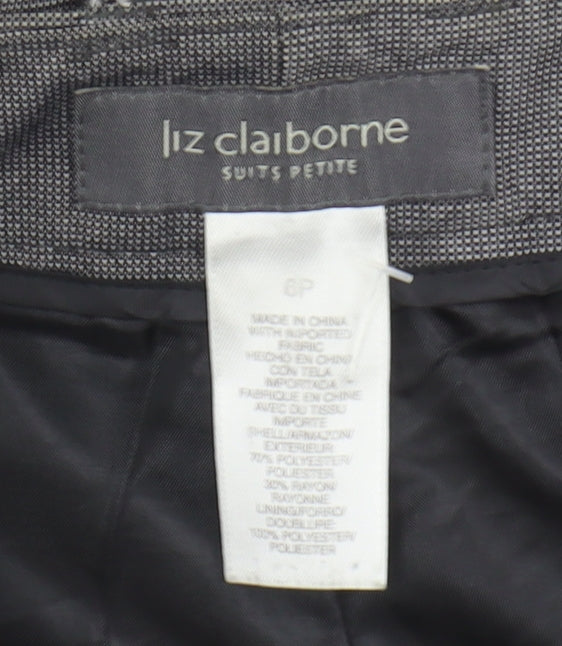 liz claiborne
SUITS PETITE
6P
MADE IN CHINA
WITH IMPORTED
FABRIC
HECHO EN CHINA
CON TELA
IMPORTADA
FABRIQUE EN CHINE
AVEC DU TISSU
IMPORTE
SHELL/ARMAZON/
EXTERIEUR
70% POLYESTER/
POLIESTER
30% RAYON/
RAYONNE
LINING/FORRO/
DOUBLURE:
100% POLYESTER/
POLIESTER